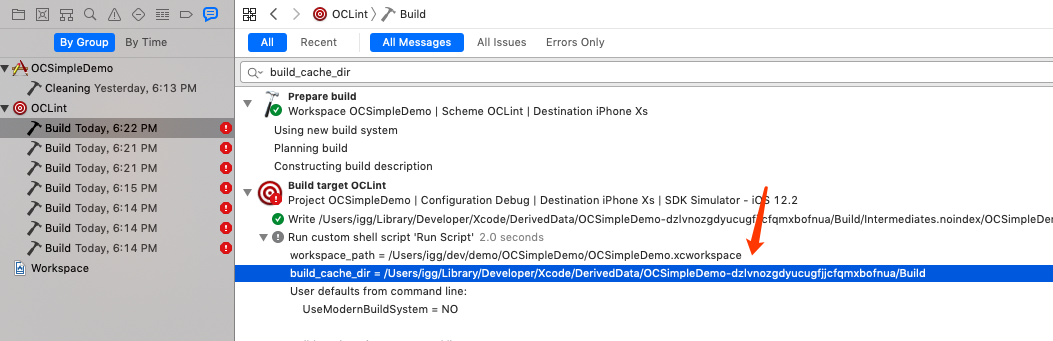 OCLint
Build
By Group
By Time
All
Recent
All Messages
All Issues
Errors Only
OCSimpleDemo
Cleaning Yesterday, 6:13 PM
OCLint
Build Today, 6:22 PM
Build Today, 6:21 PM
Build Today, 6:21 PM
Build Today, 6:15 PM
Build Today, 6:14 PM
Build Today, 6:14 PM
Build Today, 6:14 PM
Workspace
build_cache_dir
Prepare build
Workspace OCSimpleDemo | Scheme OCLint | Destination iPhone Xs
Using new build system
Planning build
Constructing build description
Build target OCLint
Project OCSimpleDemo | Configuration Debug | Destination iPhone Xs | SDK Simulator - iOS 12.2
Write /Users/igg/Library/Developer/Xcode/DerivedData/OCSimpleDemo-dzlvnozgdyucugfjjcfqmxbofnua/Build/Intermediates.noindex/OCSimpleDem
Run custom shell script 'Run Script' 2.0 seconds
workspace_path = /Users/igg/dev/demo/OCSimpleDemo/OCSimpleDemo.xcworkspace
build_cache_dir = /Users/igg/Library/Developer/Xcode/DerivedData/OCSimpleDemo-dzlvnozgdyucugfjjcfqmxbofnua/Build
User defaults from command line:
UseModernBuildSystem = NO